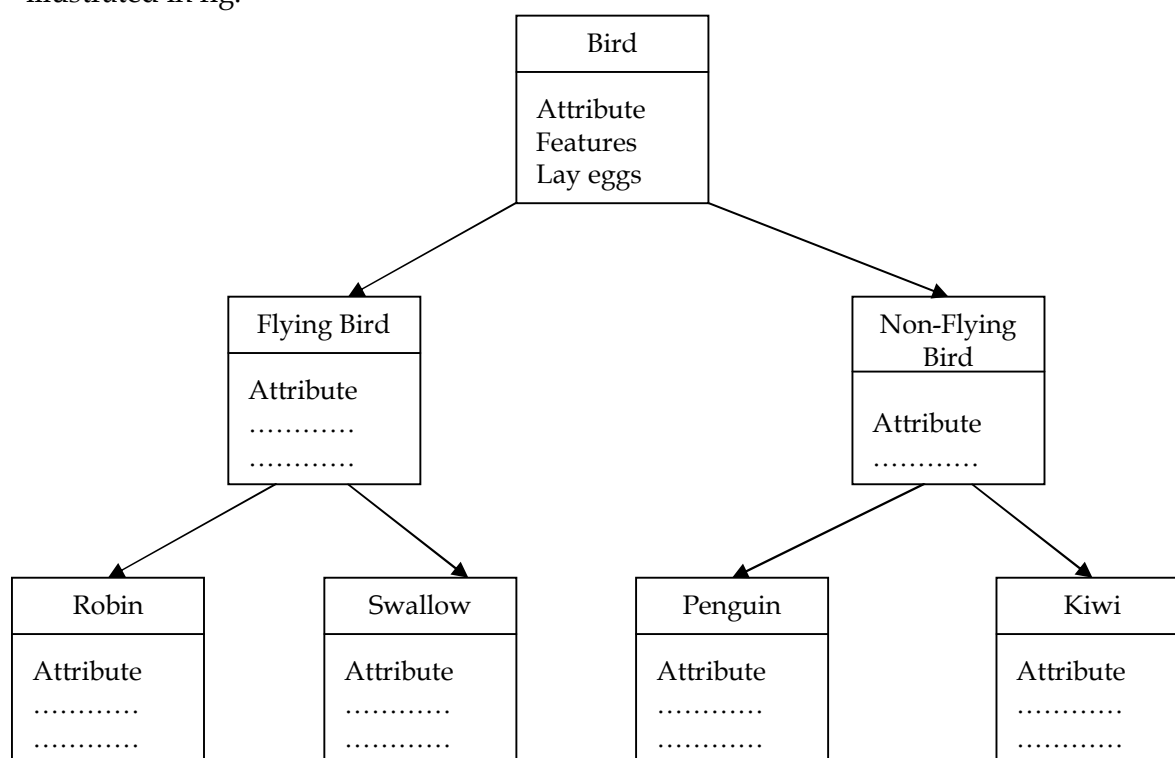 illustrated in fig.
Bird
Attribute
Features
Lay eggs
Flying Bird
Attribute
…………
…………
Non-Flying
Bird
Attribute
…………
Robin
Attribute
…………
…………
Swallow
Attribute
…………
…………
Penguin
Attribute
…………
…………
Kiwi
Attribute
…………
…………